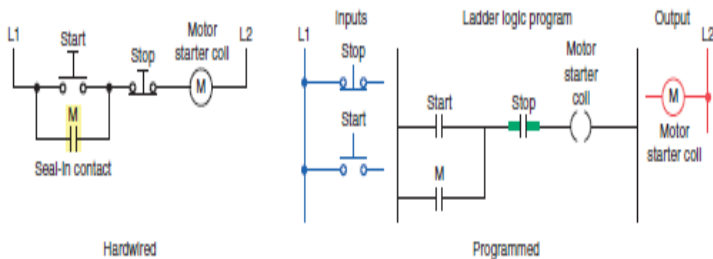 L1
Start
Stop
Motor
starter coil
L2
M
M
Seal-in contact
Hardwired
Inputs
L1
Stop
Start
Ladder logic program
Start
Stop
Motor
starter
coil
M
Programmed
Output
L2
M
Motor
starter coil